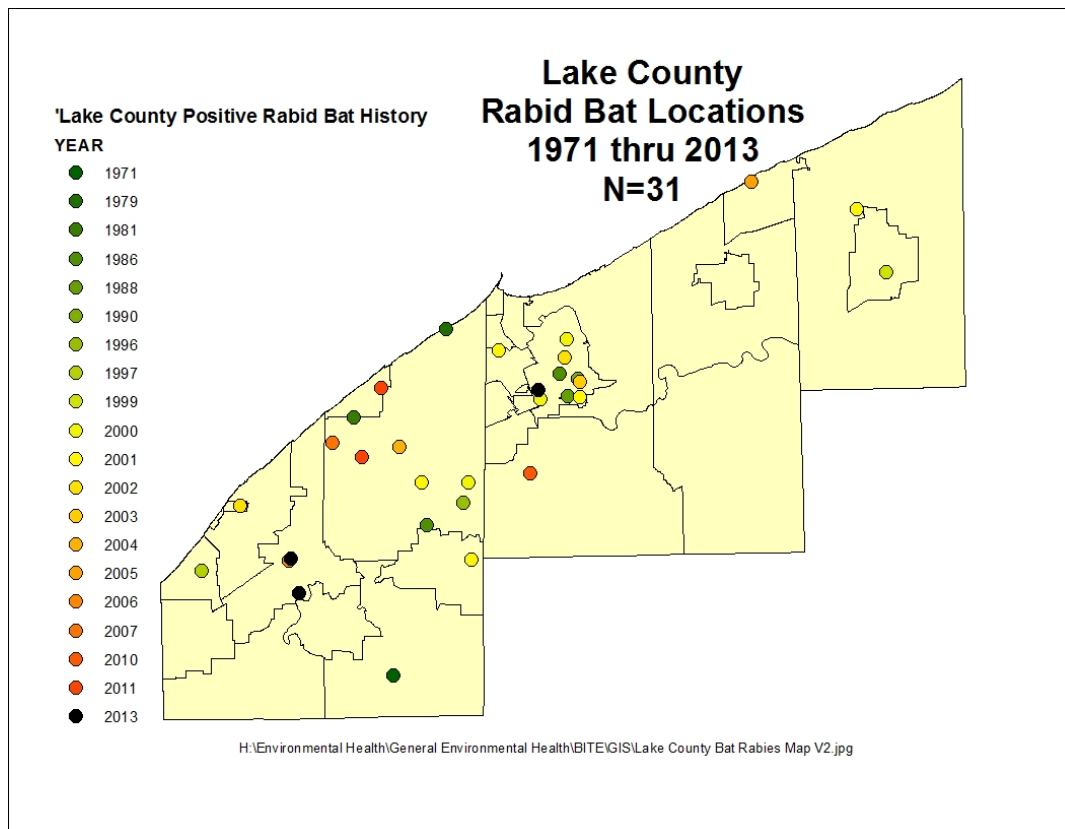 Lake County
Rabid Bat Locations
1971 thru 2013
N=31
'Lake County Positive Rabid Bat History
YEAR
1971
1979
1981
1986
1988
1990
1996
1997
1999
2000
2001
2002
2003
2004
2005
2006
2007
2010
2011
2013
H:\Environmental Health\General Environmental Health\BITE\GIS\Lake County Bat Rabies Map V2.jpg